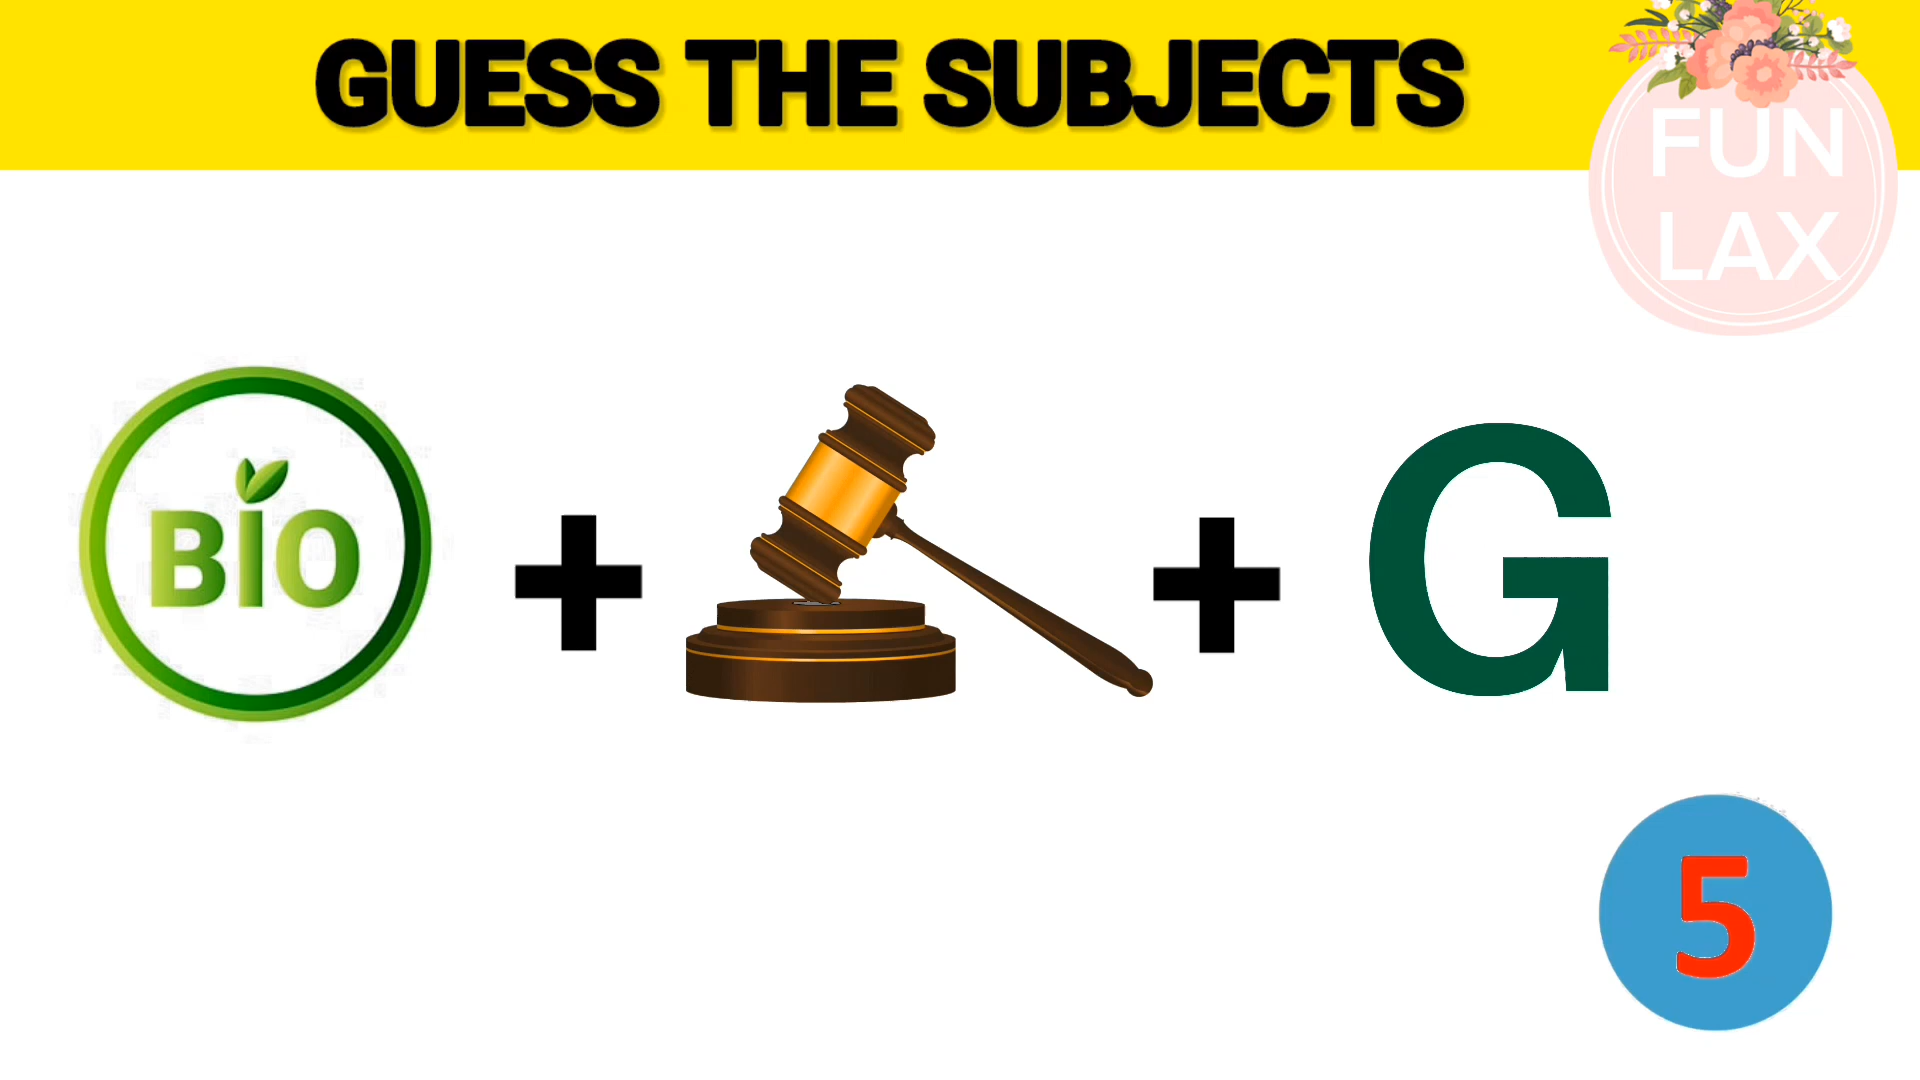 GUESS THE SUBJECTS
FUN
LAX
BIO
+
+
G
5